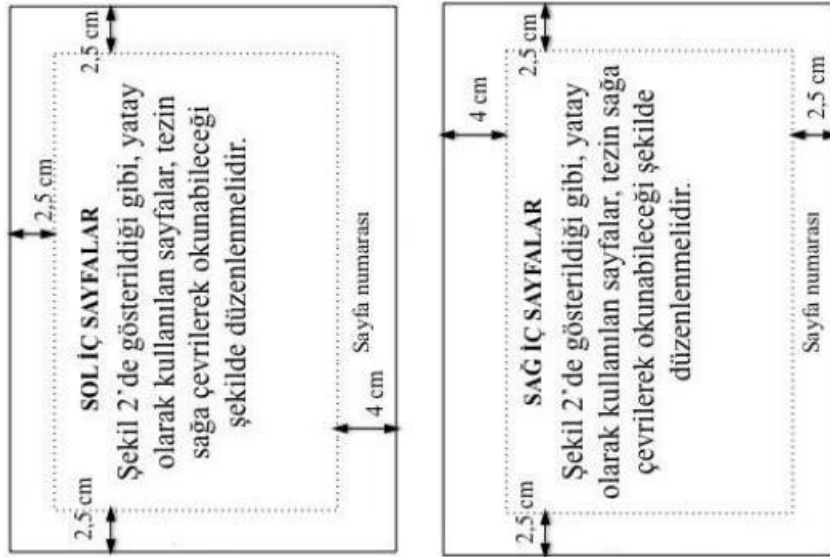 2,5 cm
2,5 cm
2,5 cm
SOL İÇ SAYFALAR
Şekil 2'de gösterildiği gibi, yatay
olarak kullanılan sayfalar, tezin
sağa çevrilerek okunabileceği
şekilde düzenlenmelidir.
Sayfa numarası
4 cm
2,5 cm
4 cm
2,5 cm
SAĞ İÇ SAYFALAR
Şekil 2'de gösterildiği gibi, yatay
olarak kullanılan sayfalar, tezin sağa
çevrilerek okunabileceği şekilde
düzenlenmelidir.
Sayfa numarası
2,5 cm